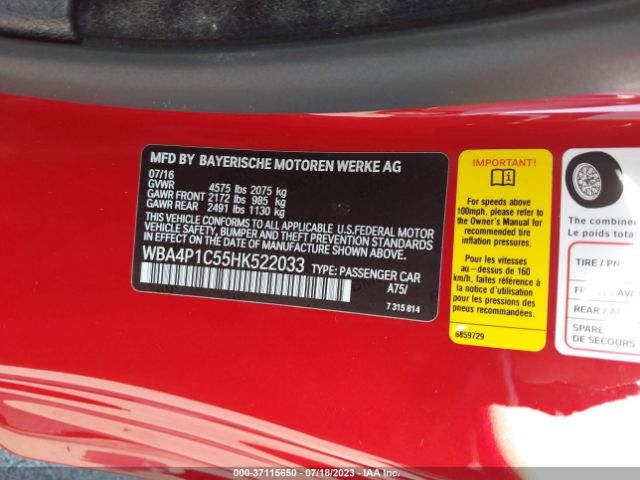 MFD BY BAYERISCHE MOTOREN WERKE AG
07/16
GVWR 4575 lbs 2075 kg
GAWR FRONT 2172 lbs 985 kg
GAWR REAR 2491 lbs 1130 kg
THIS VEHICLE CONFORMS TO ALL APPLICABLE U.S.FEDERAL MOTOR
VEHICLE SAFETY, BUMPER AND THEFT PREVENTION STANDARDS
IN EFFECT ON THE DATE OF MANUFACTURE SHOWN ABOVE.
WBA4P1C55HK522033 TYPE: PASSENGER CAR
A75/
7 315 814
For speeds above
100mph, please refer to
the Owner's Manual for
recommended tire
inflation pressure.
Pour les vitesses
au - dessus de 160
km/h, faites référence à
la notice d'utilisation
pour les pressions des
pneus recommandées.
6859729
The combine
Le poids total
TIRE / PN
REAR / A
SPARE
DE SECOURS
000-37115650 - 07/18/2023 - IAAI.COM